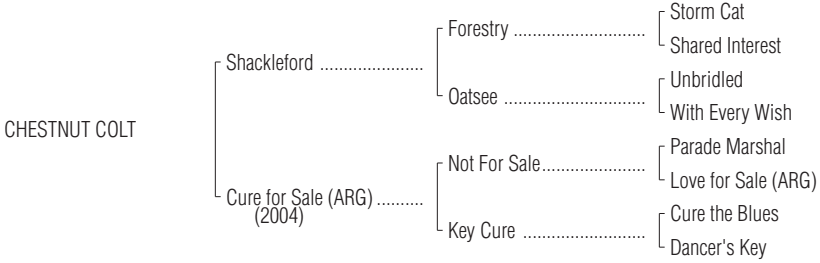 Storm Cat
Forestry ............................
Shared Interest
Shackleford ......................
Unbridled
Oatsee ..............................
With Every Wish
CHESTNUT COLT
Parade Marshal
Not For Sale......................
Love for Sale (ARG)
Cure for Sale (ARG) ..........
(2004)
Cure the Blues
Key Cure ..........................
Dancer's Key